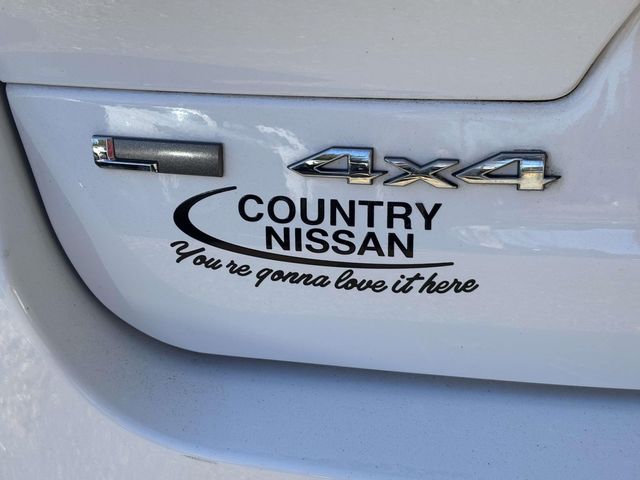 L
4x4
COUNTRY
NISSAN
You're gonna love it here